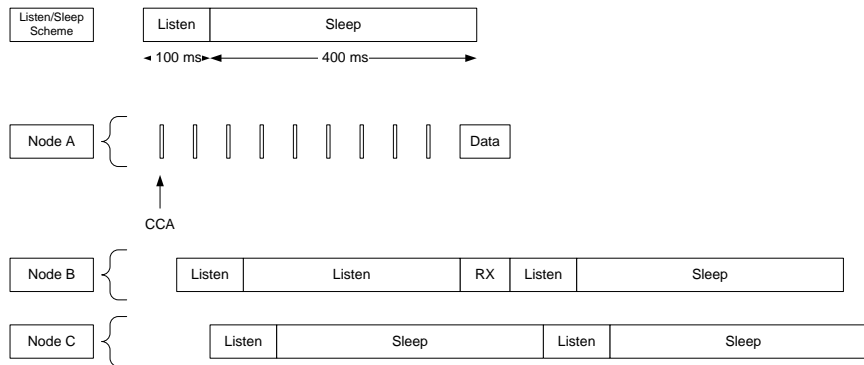 Listen/Sleep
Scheme
Listen
Sleep
100 ms
400 ms
Node A
Data
CCA
Node B
Listen
Listen
RX
Listen
Sleep
Node C
Listen
Sleep
Listen
Sleep